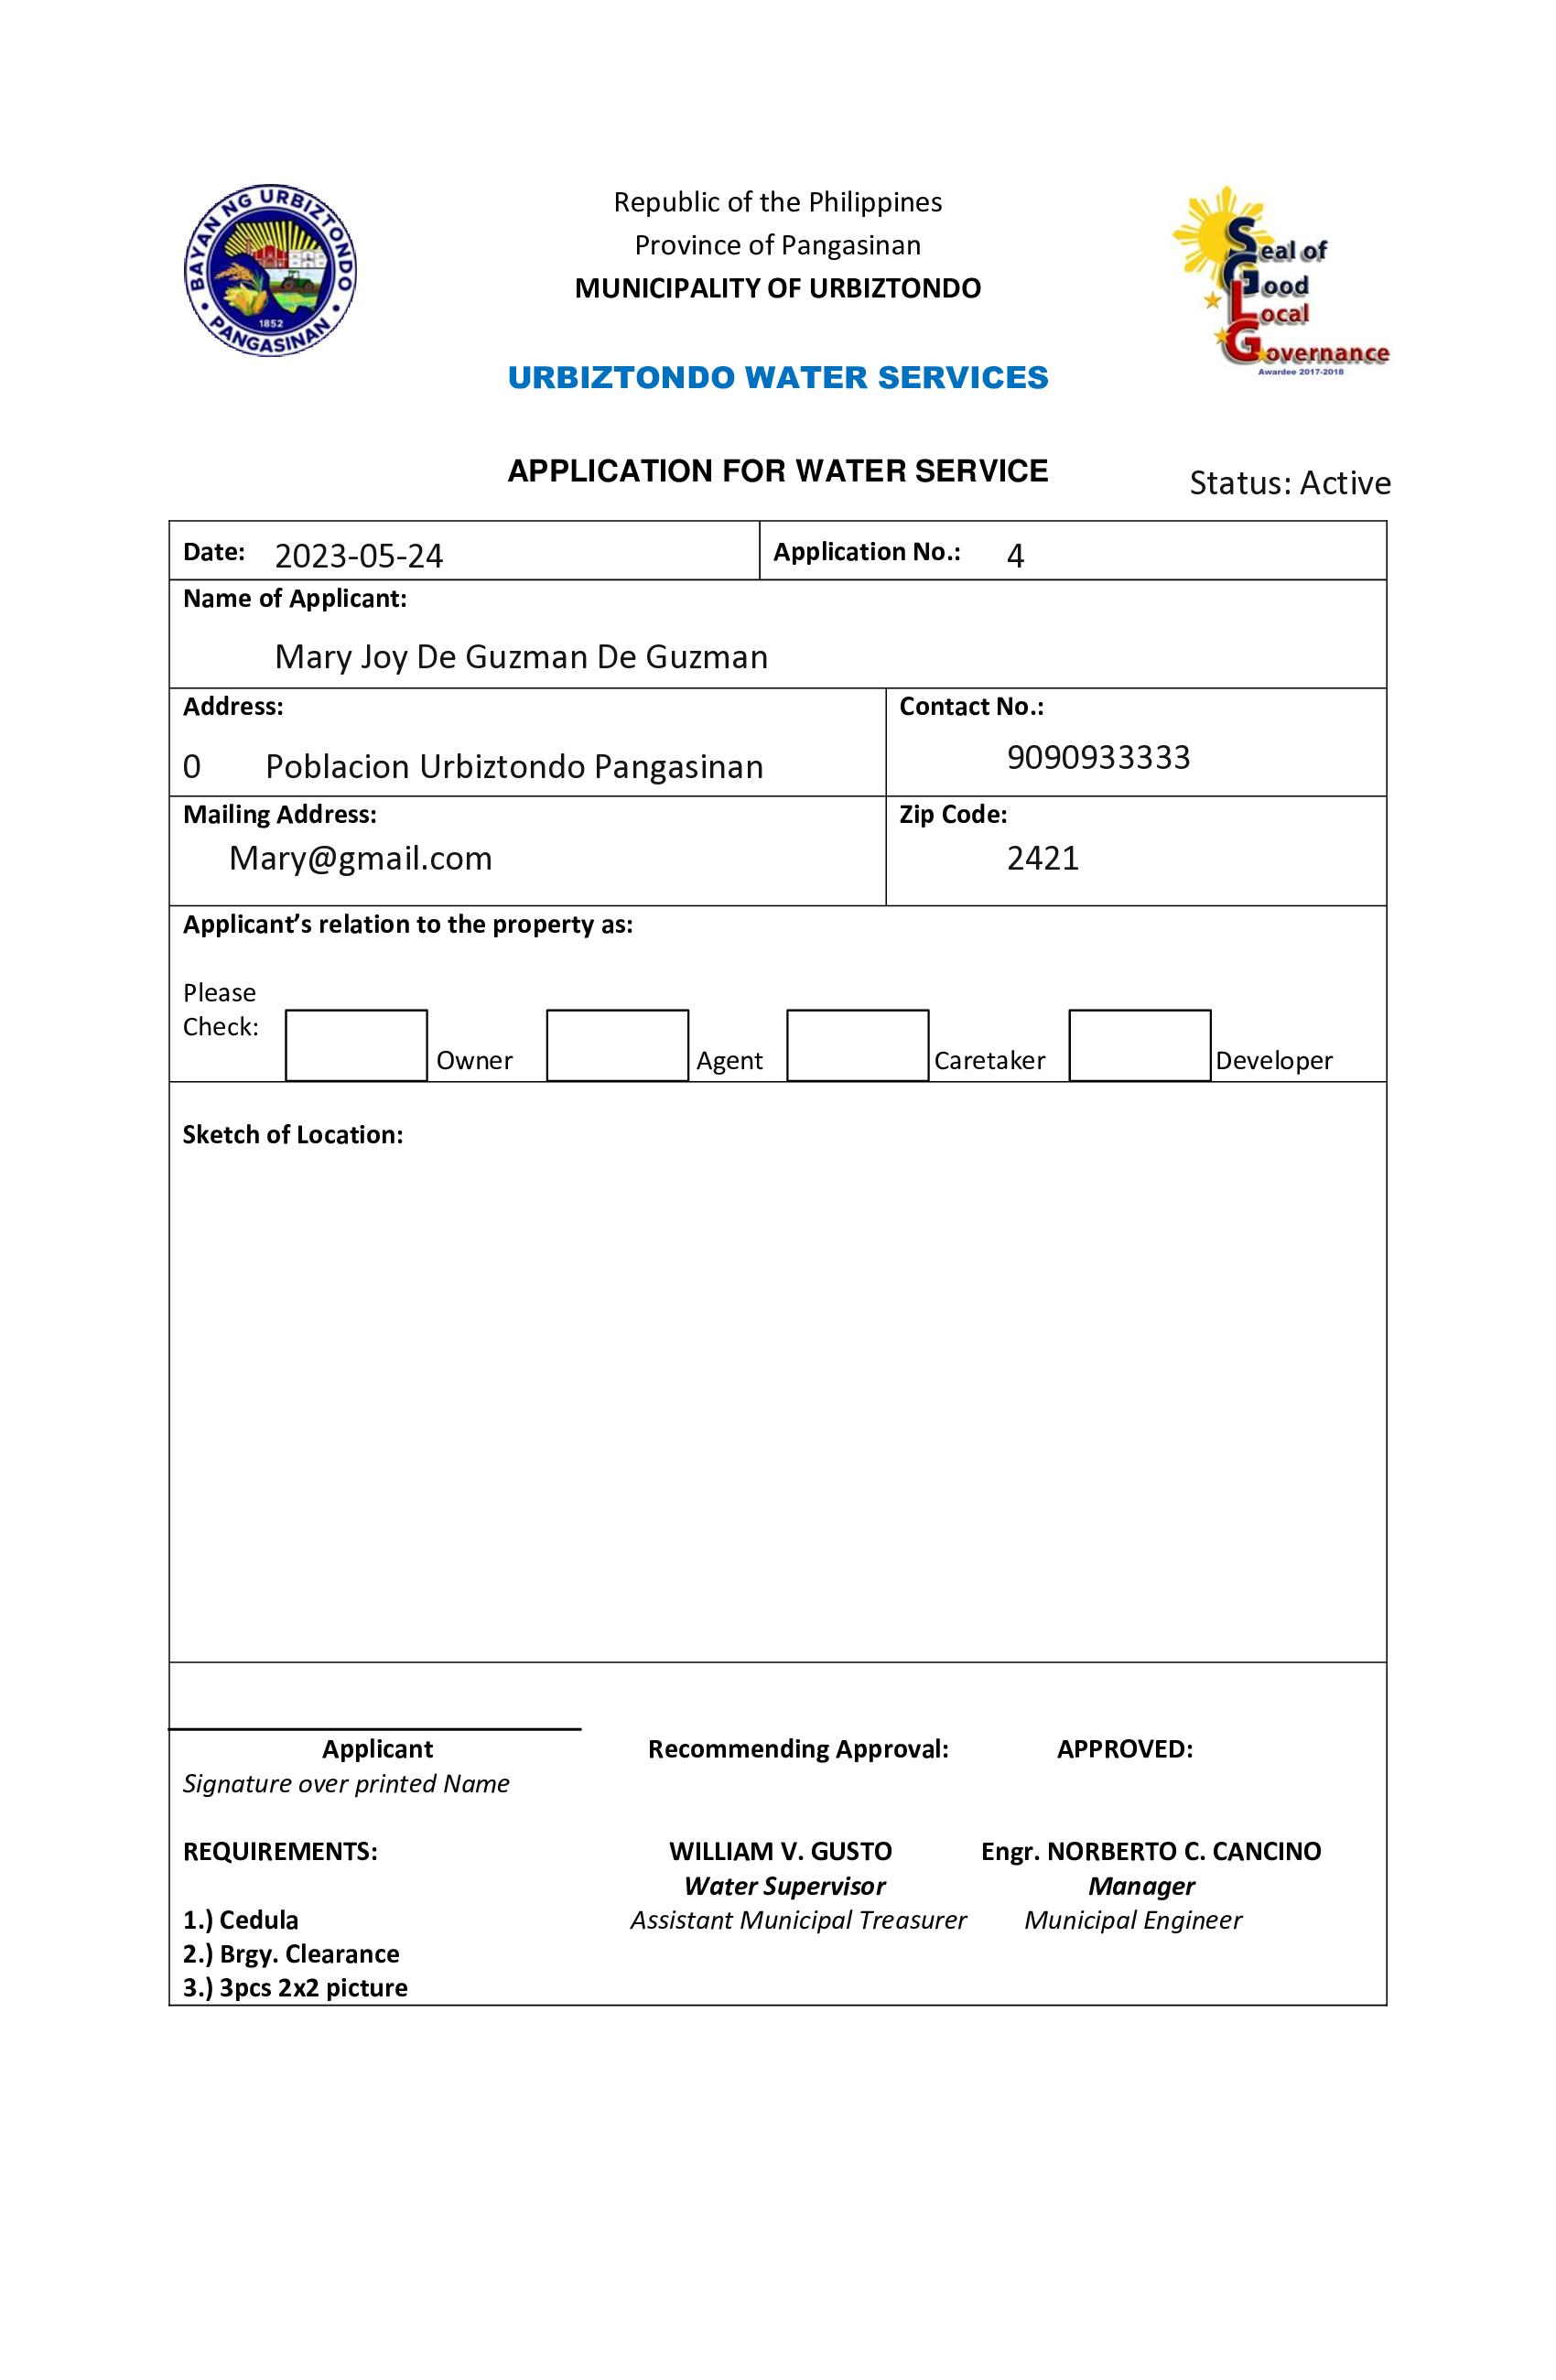 BAYAN NG URBIZTONDO
1852
PANGASINAN
Republic of the Philippines
Province of Pangasinan
MUNICIPALITY OF URBIZTONDO
Seal of
Good
Local
Governance
Awardee 2017-2018
URBIZTONDO WATER SERVICES
APPLICATION FOR WATER SERVICE
Status: Active
Date: 2023-05-24 Application No.: 4
Name of Applicant:
Mary Joy De Guzman De Guzman
Address: Contact No.:
0 Poblacion Urbiztondo Pangasinan 9090933333
Mailing Address: Zip Code:
Mary@gmail.com 2421
Applicant’s relation to the property as:
Please
Check:
Owner Agent Caretaker Developer
Sketch of Location:
Applicant Recommending Approval: APPROVED:
Signature over printed Name
REQUIREMENTS: WILLIAM V. GUSTO Engr. NORBERTO C. CANCINO
Water Supervisor Manager
1.) Cedula Assistant Municipal Treasurer Municipal Engineer
2.) Brgy. Clearance
3.) 3pcs 2x2 picture